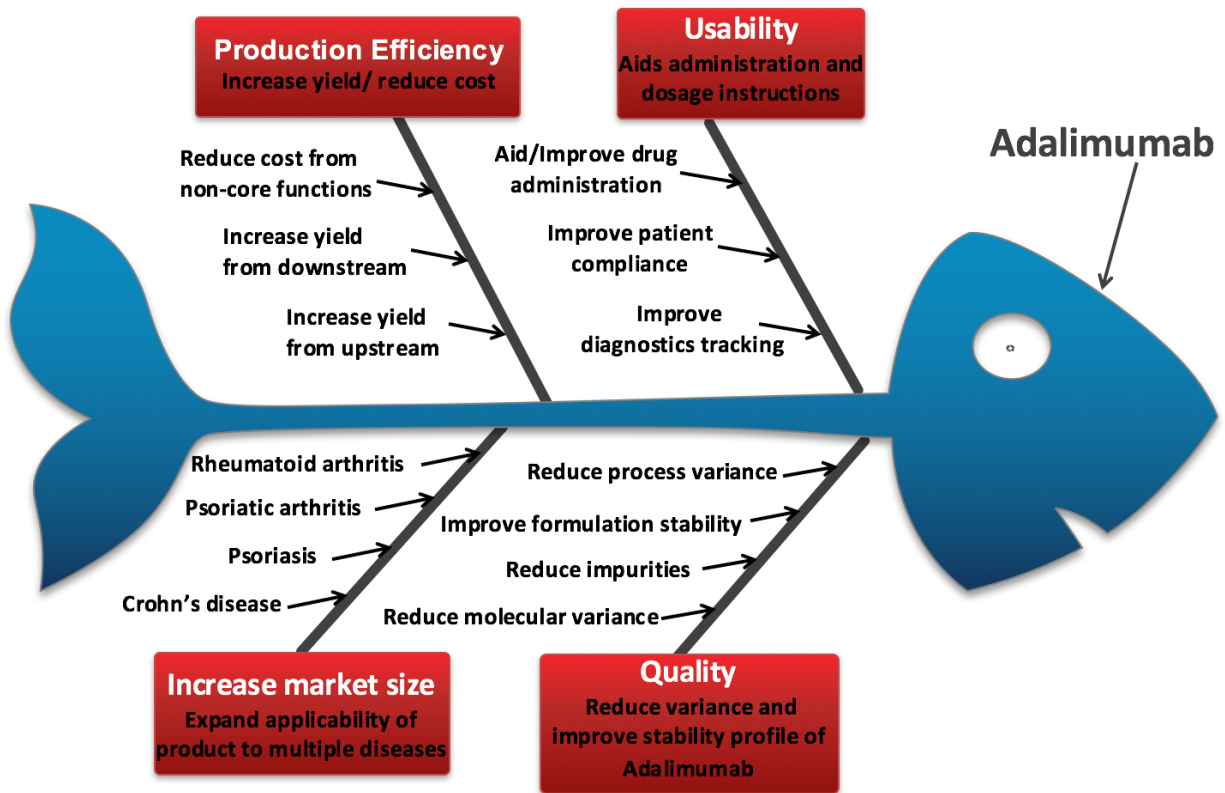 Production Efficiency
Increase yield/ reduce cost
Usability
Aids administration and
dosage instructions
Adalimumab
Reduce cost from
non-core functions
Increase yield
from downstream
Increase yield
from upstream
Aid/Improve drug
administration
Improve patient
compliance
Improve
diagnostics tracking
Rheumatoid arthritis
Psoriatic arthritis
Psoriasis
Crohn’s disease
Reduce process variance
Improve formulation stability
Reduce impurities
Reduce molecular variance
Increase market size
Expand applicability of
product to multiple diseases
Quality
Reduce variance and
improve stability profile of
Adalimumab